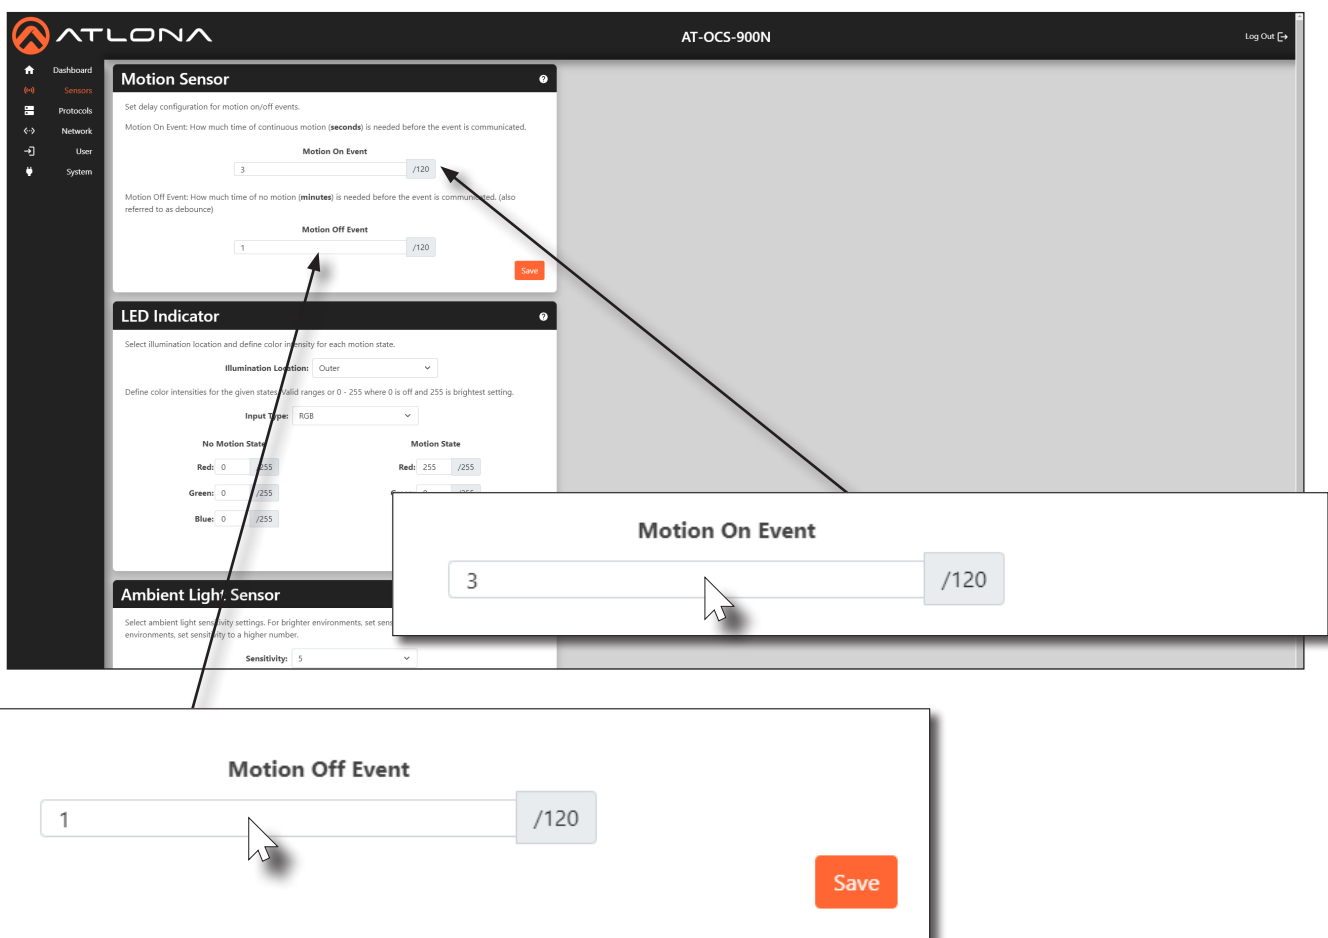 ATLONA
AT-OCS-900N
Log Out
Dashboard
Sensors
Protocols
Network
User
System
Motion Sensor
Set delay configuration for motion on/off events.
Motion On Event: How much time of continuous motion (seconds) is needed before the event is communicated.
Motion On Event
3 /120
Motion Off Event: How much time of no motion (minutes) is needed before the event is communicated. (also
referred to as debounce)
Motion Off Event
1 /120
Save
LED Indicator
Select illumination location and define color intensity for each motion state.
Illumination Location: Outer
Define color intensities for the given states. Valid ranges or 0 - 255 where 0 is off and 255 is brightest setting.
Input Type: RGB
No Motion State Motion State
Red: 0 /255 Red: 255 /255
Green: 0 /255
Blue: 0 /255
Ambient Light Sensor
Select ambient light sensitivity settings. For brighter environments, set
environments, set sensitivity to a higher number.
Sensitivity: 5
Motion On Event
3 /120
Motion Off Event
1 /120
Save